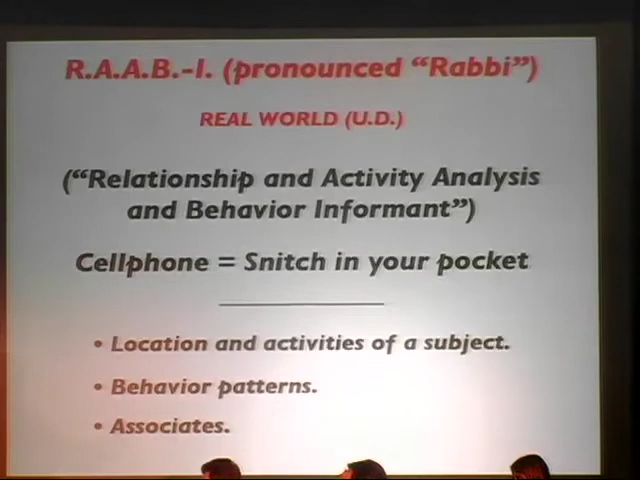 R.A.A.B.-I. (pronounced “Rabbi”)
REAL WORLD (U.D.)
(“Relationship and Activity Analysis
and Behavior Informant”)
Cellphone = Snitch in your pocket
• Location and activities of a subject.
• Behavior patterns.
• Associates.